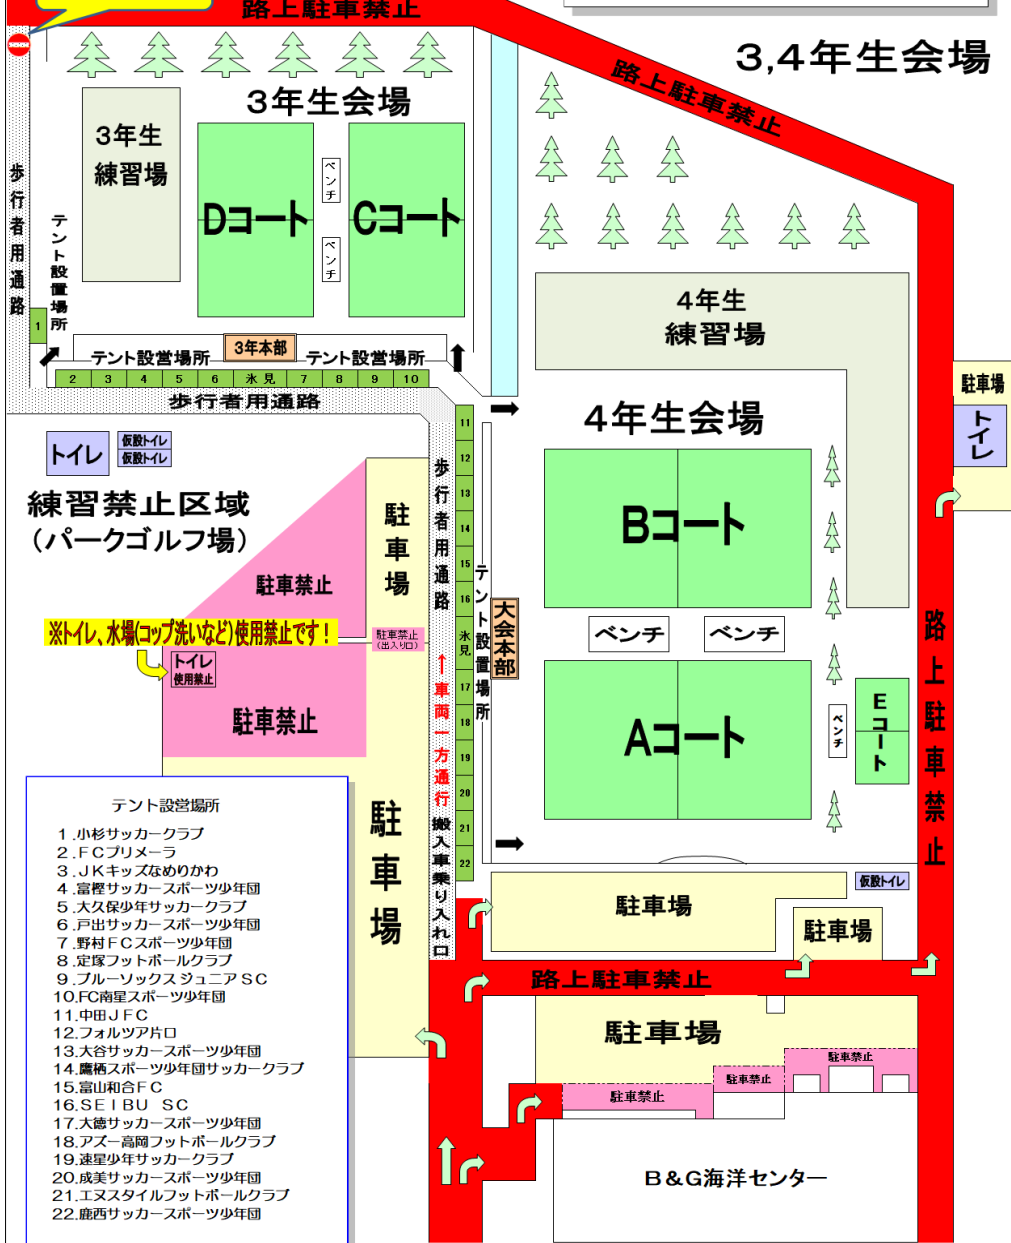 路上駐車禁止
3,4年生会場
路上駐車禁止
3年生会場
3年生
練習場
ベンチ
Dコート
Cコート
ベンチ
歩行者用通路
テント設置場所
1
4年生
練習場
3年本部
テント設営場所
テント設営場所
2 3 4 5 6 氷見 7 8 9 10
歩行者用通路
駐車場
トイレ
4年生会場
11
12
13
14
15
16
氷見
17
18
19
20
21
22
トイレ
仮設トイレ
仮設トイレ
練習禁止区域
(パークゴルフ場)
駐車場
歩行者用通路
Bコート
テント設置場所
大会本部
駐車禁止
※トイレ、水場(コップ洗いなど)使用禁止です!
駐車禁止
(出入り口)
トイレ
使用禁止
駐車禁止
ベンチ
ベンチ
路上駐車禁止
↑車両一方通行
搬入車乗り入れ口
Aコート
ベンチ
Eコート
駐車場
テント設営場所
1.小杉サッカークラブ
2.FCプリメーラ
3.JKキッズなめりかわ
4.富樫サッカースポーツ少年団
5.大久保少年サッカークラブ
6.戸出サッカースポーツ少年団
7.野村FCスポーツ少年団
8.定塚フットボールクラブ
9.ブルーソックスジュニアSC
10.FC南星スポーツ少年団
11.中田JFC
12.フォルツア片口
13.大谷サッカースポーツ少年団
14.鷹栖スポーツ少年団サッカークラブ
15.富山和合FC
16.SEIBU SC
17.大徳サッカースポーツ少年団
18.アズー高岡フットボールクラブ
19.速星少年サッカークラブ
20.成美サッカースポーツ少年団
21.エヌスタイルフットボールクラブ
22.鹿西サッカースポーツ少年団
仮設トイレ
駐車場
駐車場
路上駐車禁止
駐車場
駐車禁止
駐車禁止
駐車禁止
B&G海洋センター